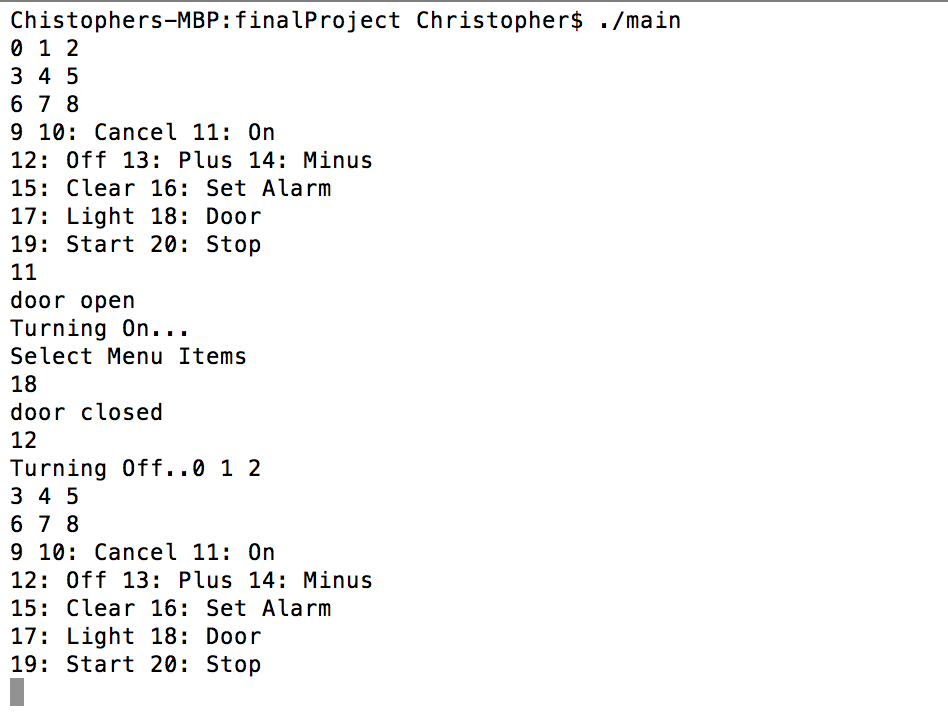 Chistophers-MBP:finalProject Christopher$ ./main
0 1 2
3 4 5
6 7 8
9 10: Cancel 11: On
12: Off 13: Plus 14: Minus
15: Clear 16: Set Alarm
17: Light 18: Door
19: Start 20: Stop
11
door open
Turning On...
Select Menu Items
18
door closed
12
Turning Off..0 1 2
3 4 5
6 7 8
9 10: Cancel 11: On
12: Off 13: Plus 14: Minus
15: Clear 16: Set Alarm
17: Light 18: Door
19: Start 20: Stop